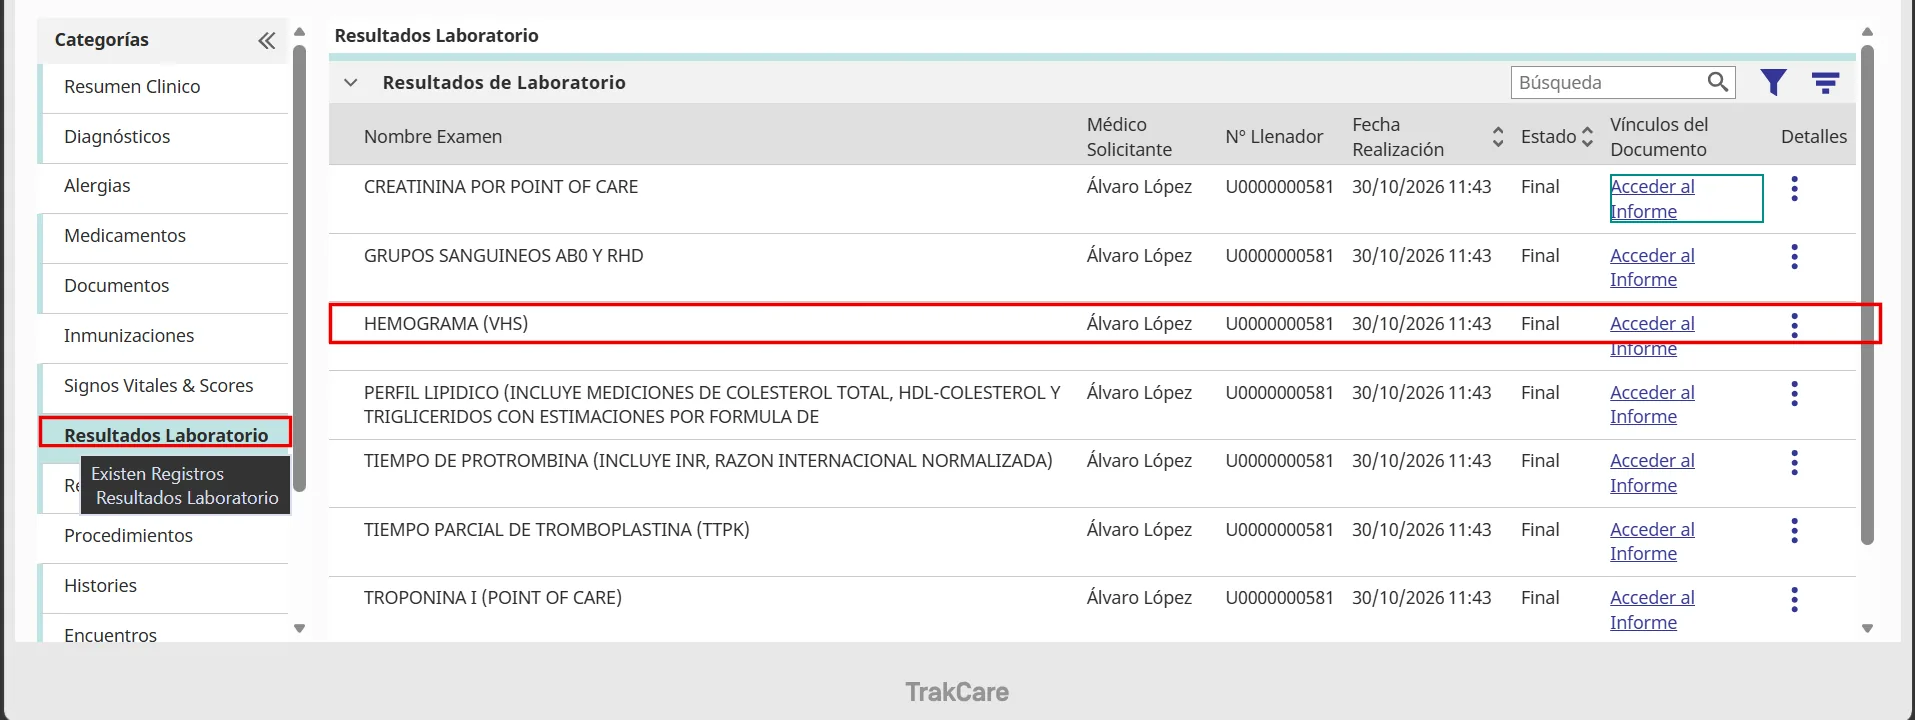 Categorías
Resumen Clinico
Diagnósticos
Alergias
Medicamentos
Documentos
Inmunizaciones
Signos Vitales & Scores
Resultados Laboratorio
Existen Registros
Resultados Laboratorio
Procedimientos
Histories
Encuentros
Resultados Laboratorio
Resultados de Laboratorio
Búsqueda
Nombre Examen
Médico Solicitante
Nº Llenador
Fecha Realización
Estado
Vínculos del Documento
Detalles
CREATININA POR POINT OF CARE Álvaro López U0000000581 30/10/2026 11:43 Final Acceder al
Informe
GRUPOS SANGUINEOS AB0 Y RHD Álvaro López U0000000581 30/10/2026 11:43 Final Acceder al
Informe
HEMOGRAMA (VHS) Álvaro López U0000000581 30/10/2026 11:43 Final Acceder al
Informe
PERFIL LIPIDICO (INCLUYE MEDICIONES DE COLESTEROL TOTAL, HDL-COLESTEROL Y Álvaro López U0000000581 30/10/2026 11:43 Final Acceder al
TRIGLICERIDOS CON ESTIMACIONES POR FORMULA DE Informe
TIEMPO DE PROTROMBINA (INCLUYE INR, RAZON INTERNACIONAL NORMALIZADA) Álvaro López U0000000581 30/10/2026 11:43 Final Acceder al
Informe
TIEMPO PARCIAL DE TROMBOPLASTINA (TTPK) Álvaro López U0000000581 30/10/2026 11:43 Final Acceder al
Informe
TROPONINA I (POINT OF CARE) Álvaro López U0000000581 30/10/2026 11:43 Final Acceder al
Informe
TrakCare